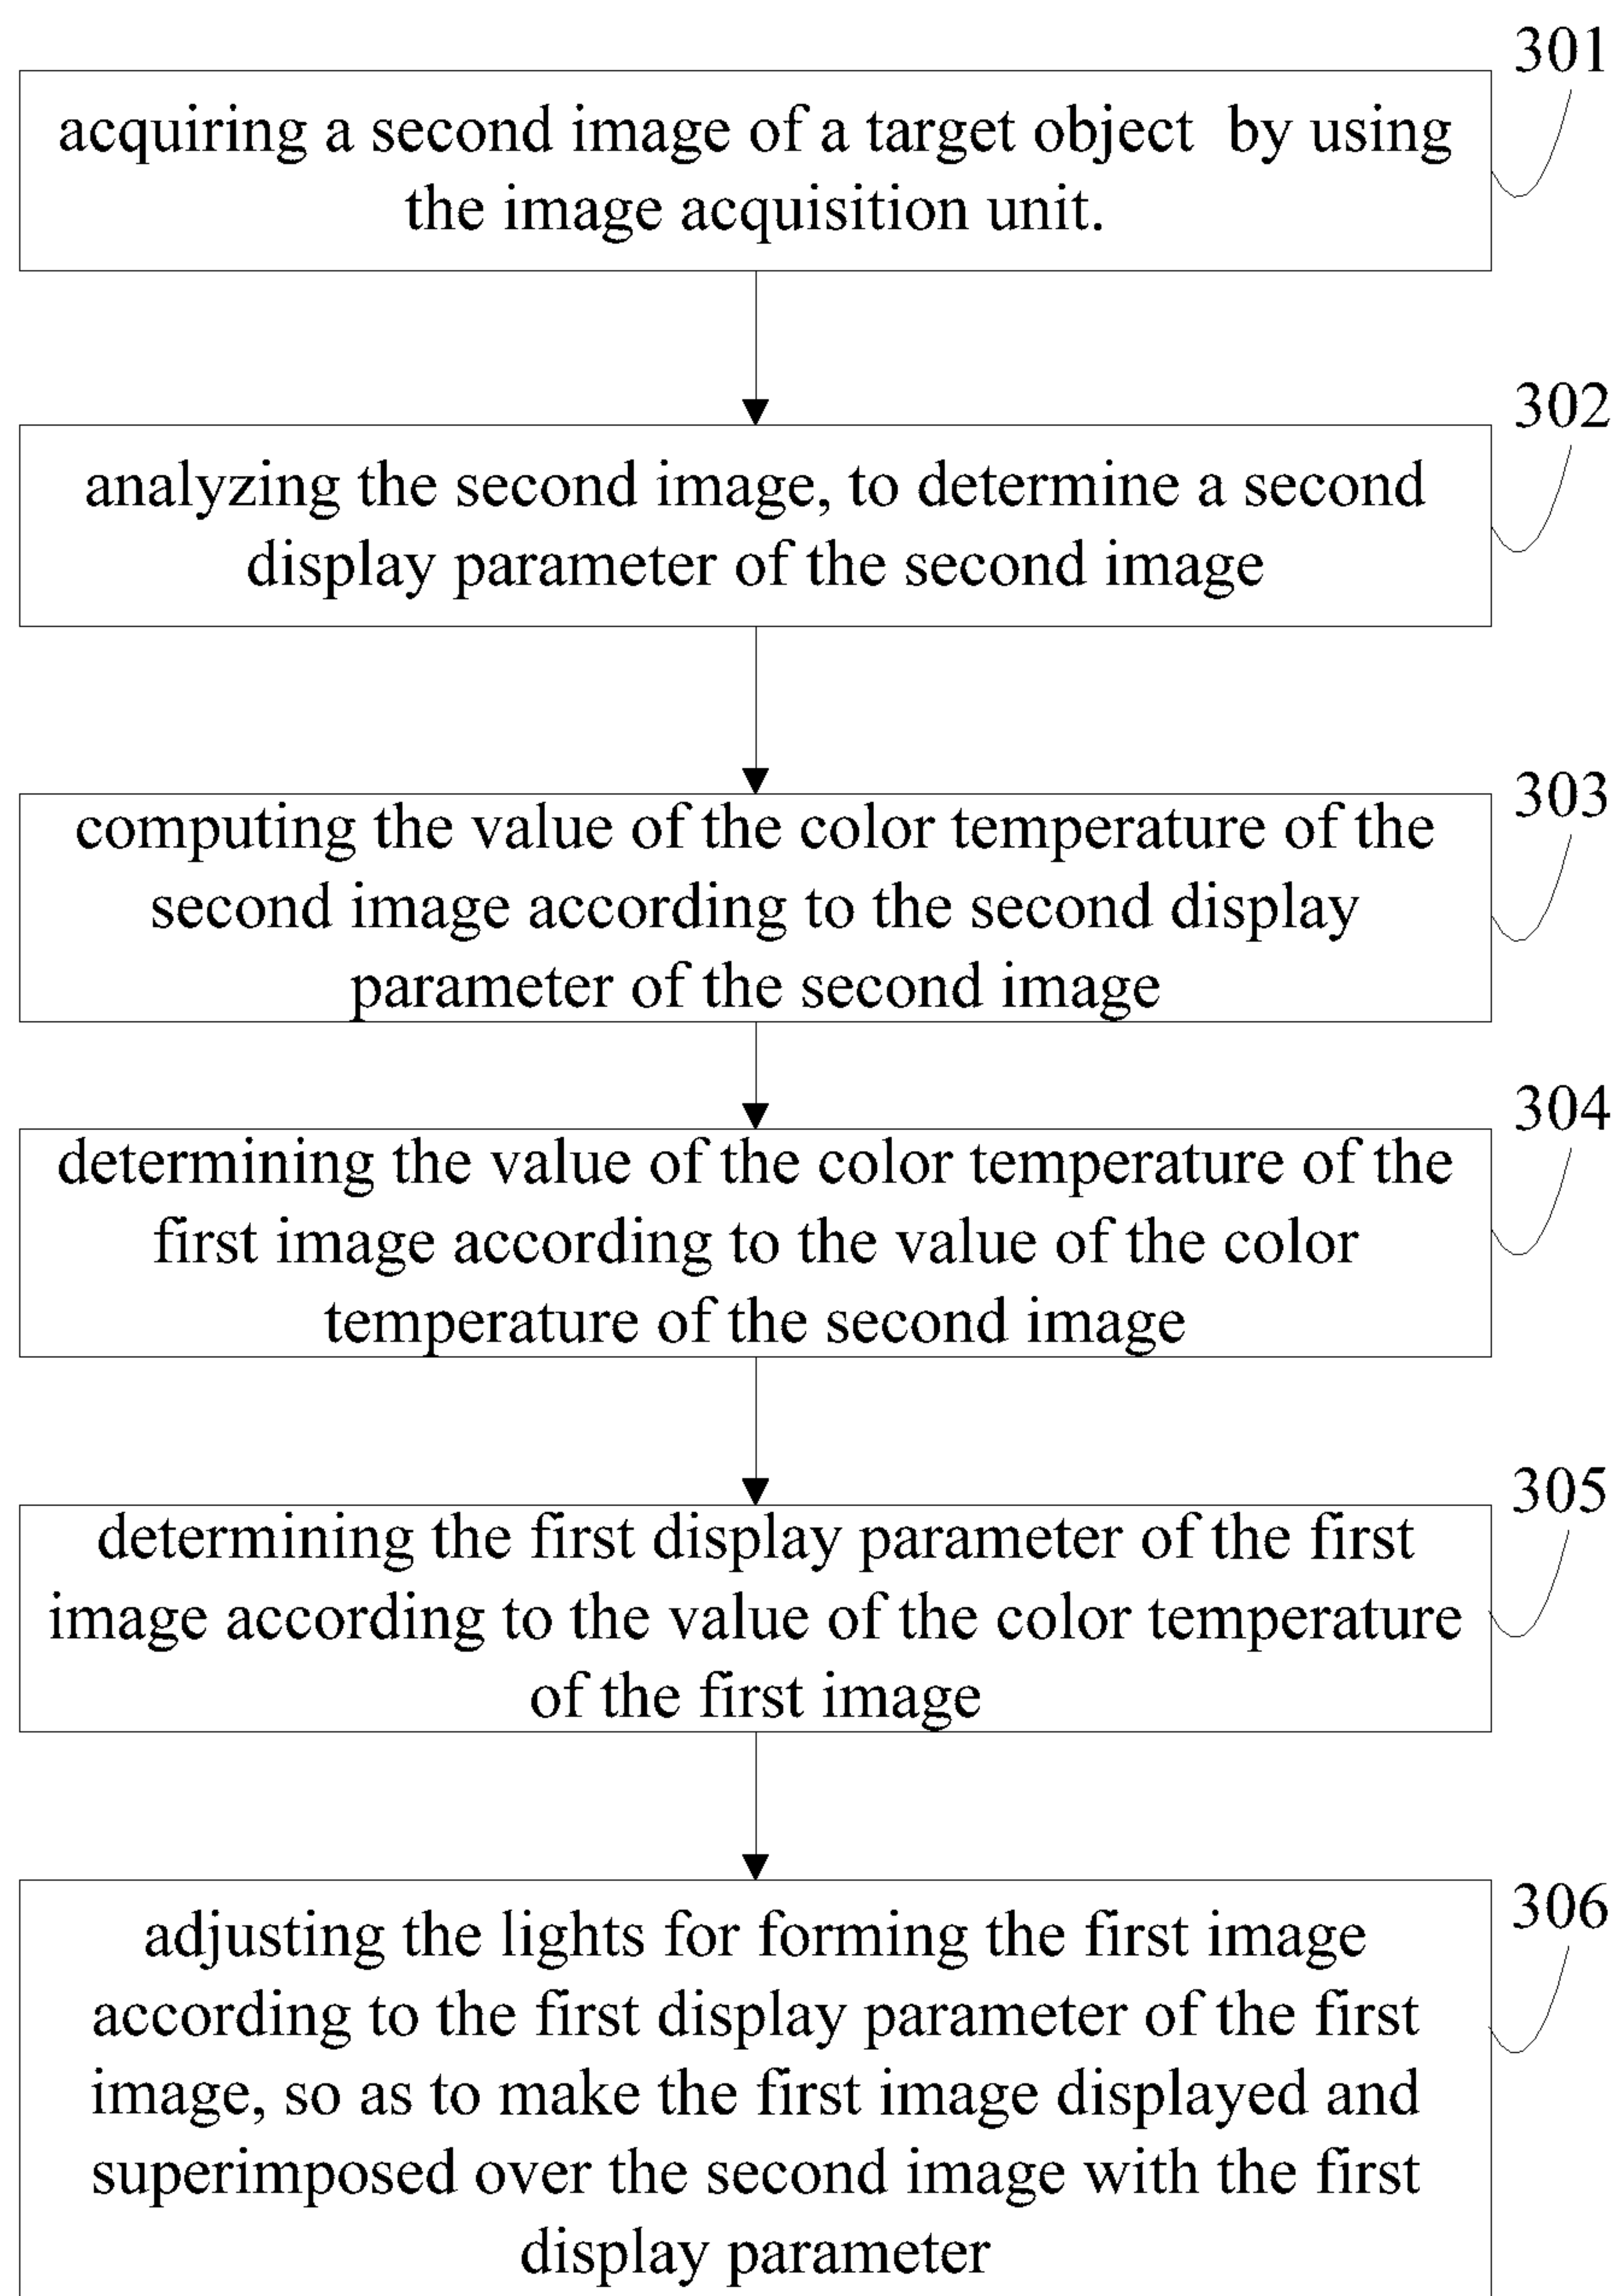 301
acquiring a second image of a target object by using
the image acquisition unit.
302
analyzing the second image, to determine a second
display parameter of the second image
303
computing the value of the color temperature of the
second image according to the second display
parameter of the second image
304
determining the value of the color temperature of the
first image according to the value of the color
temperature of the second image
305
determining the first display parameter of the first
image according to the value of the color temperature
of the first image
306
adjusting the lights for forming the first image
according to the first display parameter of the first
image, so as to make the first image displayed and
superimposed over the second image with the first
display parameter